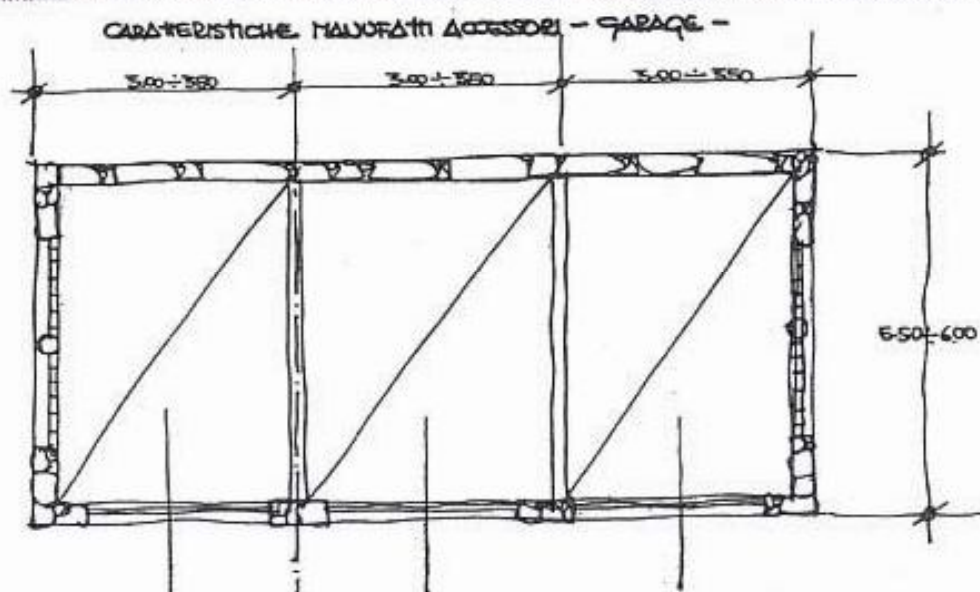 CARATTERISTICHE MANUFATTI ACCESSORI - GARAGE -
3.00÷3.50 3.00÷3.50 3.00÷3.50
5.50÷6.00